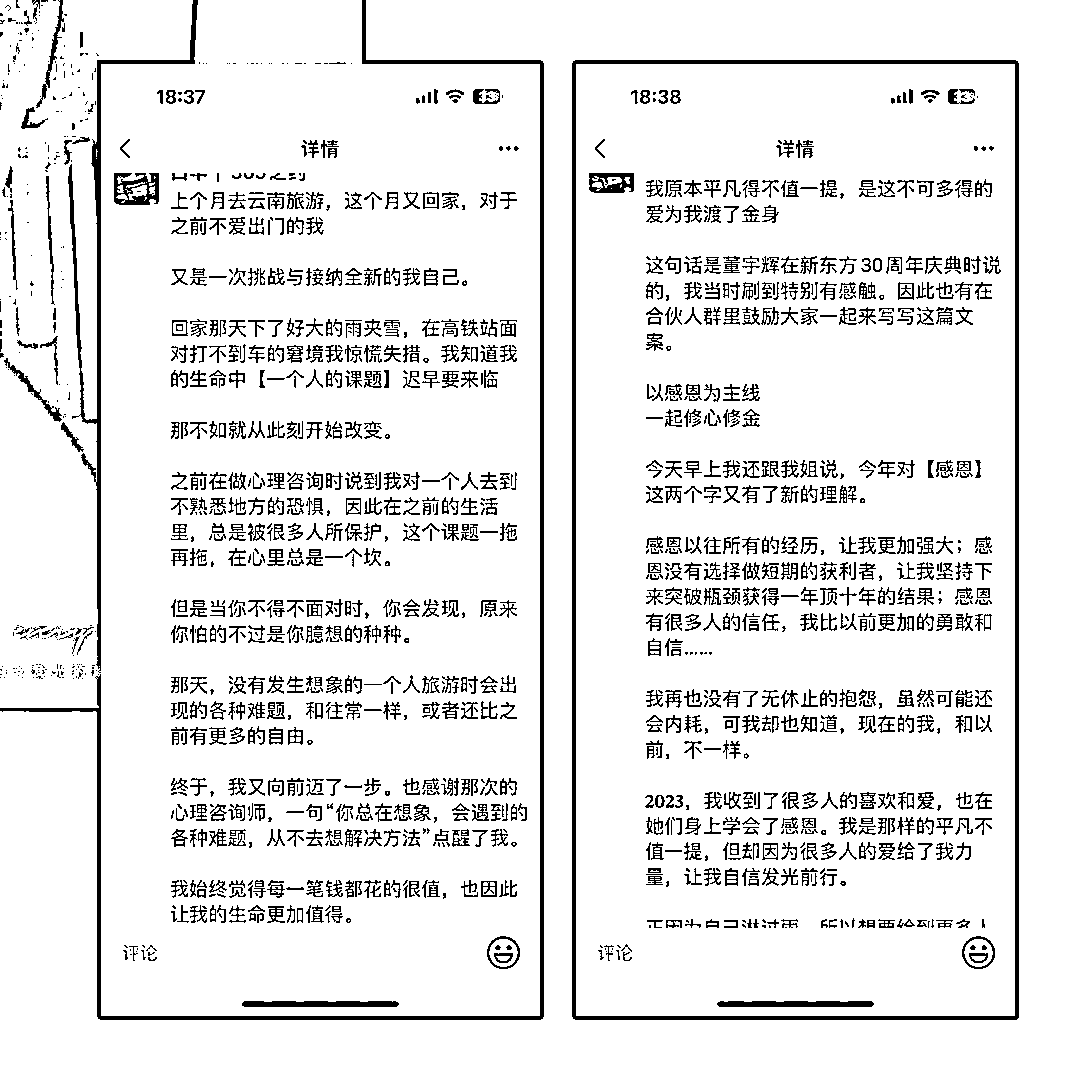 18:37
详情
上个月去云南旅游，这个月又回家，对于
之前不爱出门的我
又是一次挑战与接纳全新的我自己。
回家那天下了好大的雨夹雪，在高铁站面
对打不到车的窘境我惊慌失措。我知道我
的生命中【一个人的课题】迟早要来临
那不如就从此刻开始改变。
之前在做心理咨询时说到我对一个人去到
不熟悉地方的恐惧，因此在之前的生活
里，总是被很多人所保护，这个课题一拖
再拖，在心里总是一个坎。
但是当你不得不面对时，你会发现，原来
你怕的不过是你臆想的种种。
那天，没有发生想象的一个人旅游时会出
现的各种难题，和往常一样，或者还比之
前有更多的自由。
终于，我又向前迈了一步。也感谢那次的
心理咨询师，一句“你总在想象，会遇到的
各种难题，从不去想解决方法”点醒了我。
我始终觉得每一笔钱都花的很值，也因此
让我的生命更加值得。
评论
18:38
详情
我原本平凡得不值一提，是这不可多得的
爱为我渡了金身
这句话是董宇辉在新东方30周年庆典时说
的，我当时刷到特别有感触。因此也有在
合伙人群里鼓励大家一起来写写这篇文
案。
以感恩为主线
一起修心修金
今天早上我还跟我姐说，今年对【感恩】
这两个字又有了新的理解。
感恩以往所有的经历，让我更加强大；感
恩没有选择做短期的获利者，让我坚持下
来突破瓶颈获得一年顶十年的结果；感恩
有很多人的信任，我比以前更加的勇敢和
自信……
我再也没有了无休止的抱怨，虽然可能还
会内耗，可我却也知道，现在的我，和以
前，不一样。
2023，我收到了很多人的喜欢和爱，也在
她们身上学会了感恩。我是那样的平凡不
值一提，但却因为很多人的爱给了我力
量，让我自信发光前行。
正因为自己淋过雨，所以想要给到更多人
评论